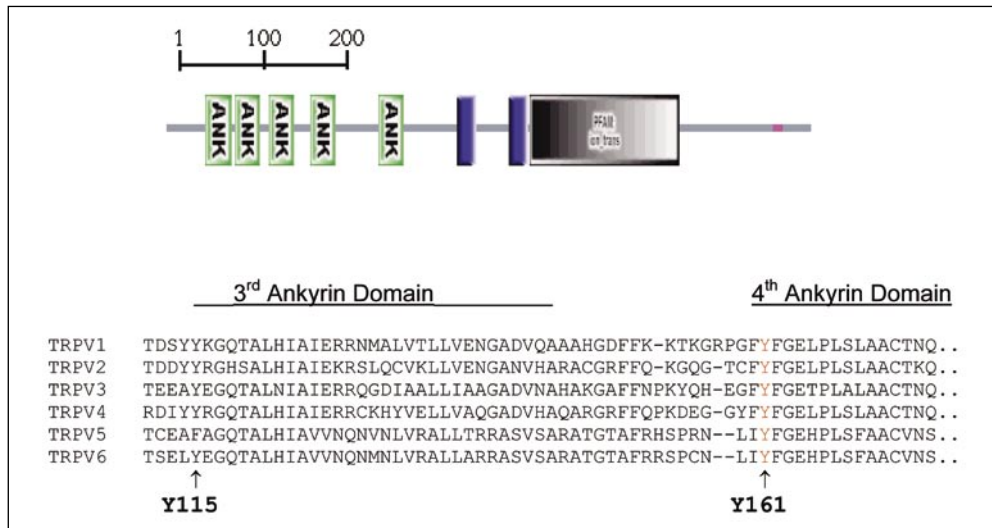 1 100 200
ANK ANK ANK ANK ANK
PFAM
ion_trans
3rd Ankyrin Domain 4th Ankyrin Domain
TRPV1 TDSYYKGQTALHIAIERRNMALVTLLVENGADVQAAAHGDFFK-KTKGRPGFYFGELPLSLAACTNQ..
TRPV2 TDDYYRGHSALHIAIEKRSLQCVKLLVENGANVHARACGRFFQ-KGQG-TCFYFGELPLSLAACTKQ..
TRPV3 TEEAYEGQTALNIAIERRQGDIAALLIAAGADVNAHAKGAFFNPKYQH-EGFYFGETPLALAACTNQ..
TRPV4 RDIYYRGQTALHIAIERRCKHYVELLVAQGADVHAQARGRFFQPKDEG-GYFYFGELPLSLAACTNQ..
TRPV5 TCEAFAGQTALHIAVVNQNVNLVRALLTRRASVSARATGTAFRHSPRN--LIYFGEHPLSFAACVNS..
TRPV6 TSELYEGQTALHIAVVNQNMNLVRALLARRASVSARATGTAFRRSPCN--LIYFGEHPLSFAACVNS..
Y115 Y161